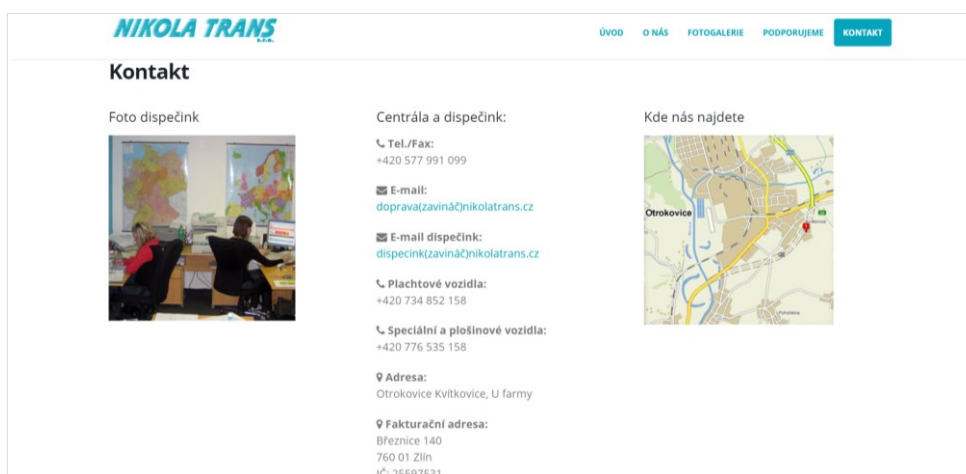 NIKOLA TRANS
s.r.o.
ÚVOD O NÁS FOTOGALERIE PODPORUJEME KONTAKT
Kontakt
Foto dispečink
Centrála a dispečink:
Tel./Fax:
+420 577 991 099
E-mail:
doprava(zavináč)nikolatrans.cz
E-mail dispečink:
dispecink(zavináč)nikolatrans.cz
Plachtové vozidla:
+420 734 852 158
Speciální a plošinové vozidla:
+420 776 535 158
Adresa:
Otrokovice Kvítkovice, U farmy
Fakturační adresa:
Březnice 140
760 01 Zlín
IČ: 25597531
Kde nás najdete
Otrokovice